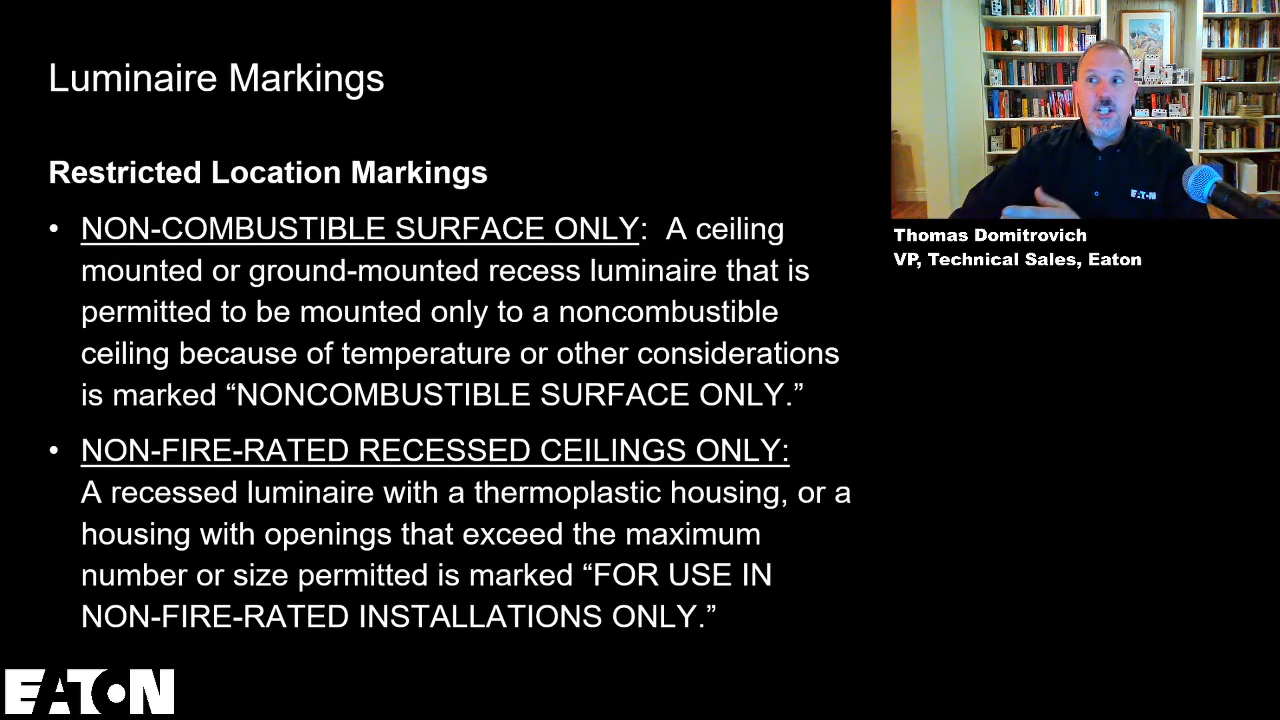 Luminaire Markings
Restricted Location Markings
• NON-COMBUSTIBLE SURFACE ONLY: A ceiling
mounted or ground-mounted recess luminaire that is
permitted to be mounted only to a noncombustible
ceiling because of temperature or other considerations
is marked “NONCOMBUSTIBLE SURFACE ONLY.”
• NON-FIRE-RATED RECESSED CEILINGS ONLY:
A recessed luminaire with a thermoplastic housing, or a
housing with openings that exceed the maximum
number or size permitted is marked “FOR USE IN
NON-FIRE-RATED INSTALLATIONS ONLY.”
EATON
EATON
Thomas Domitrovich
VP, Technical Sales, Eaton